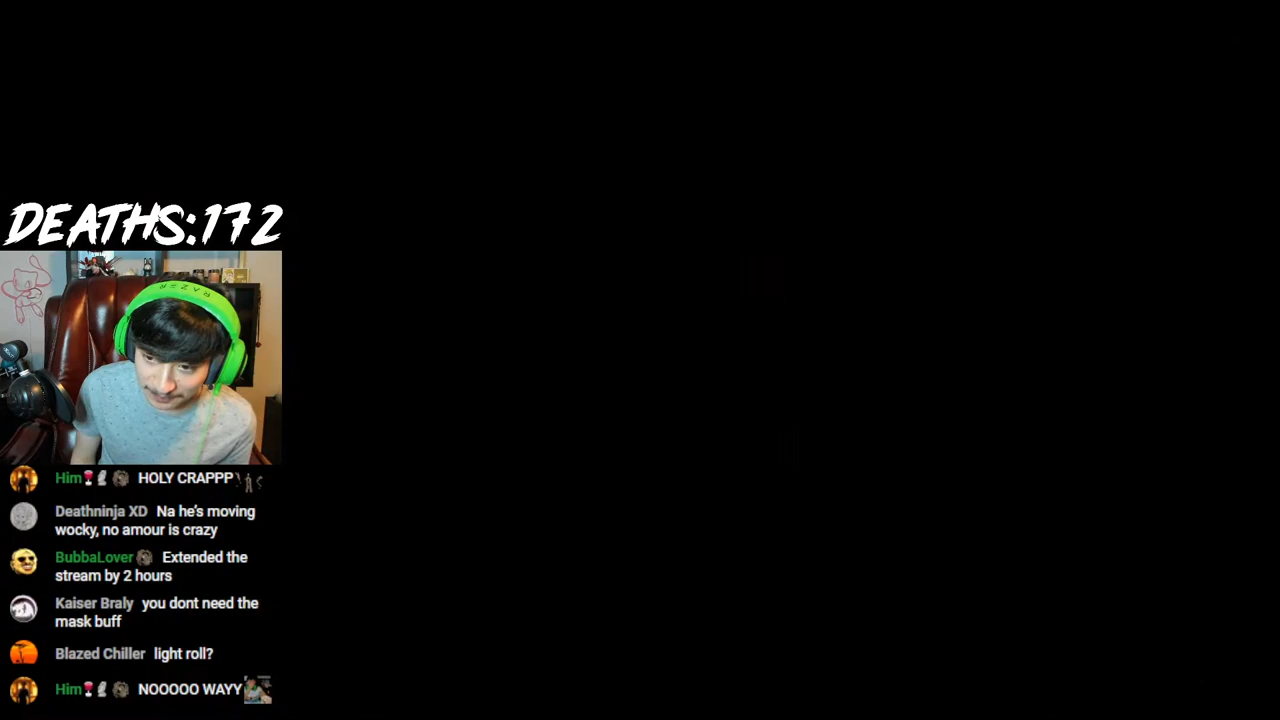 DEATHS:172
RAZER
Him HOLY CRAPPP
Deathninja XD Na he's moving
wocky, no amour is crazy
BubbaLover Extended the
stream by 2 hours
Kaiser Braly you dont need the
mask buff
Blazed Chiller light roll?
Him NOOOOO WAYY